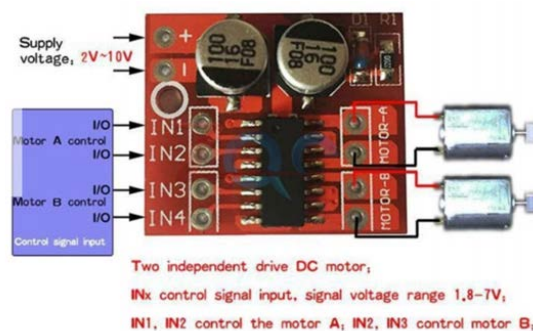 Supply voltage: 2V~10V
+
-
100
16
F08
100
16
F08
D1
R1
I/O
Motor A control
I/O
I/O
Motor B control
I/O
Control signal input
IN1
IN2
IN3
IN4
MOTOR-A
MOTOR-B
Two independent drive DC motor;
INx control signal input, signal voltage range 1.8-7V;
IN1, IN2 control the motor A; IN2, IN3 control motor B;